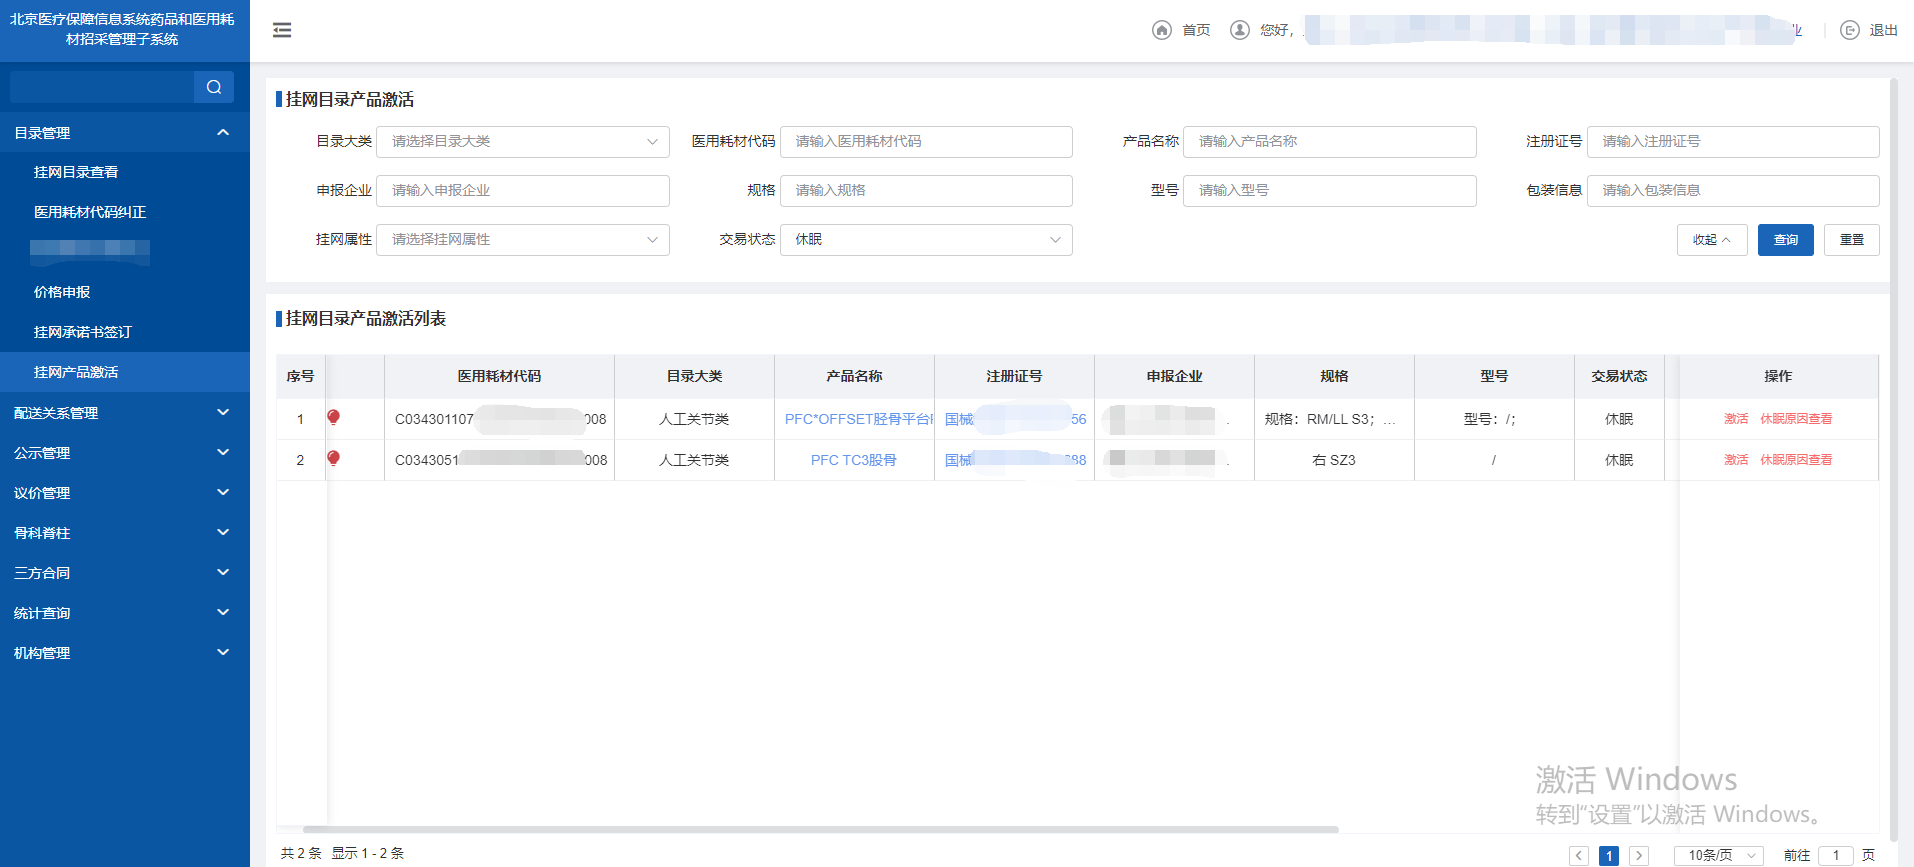 北京医疗保障信息系统药品和医用耗
材招采管理子系统
首页 您好, 业 退出
目录管理
挂网目录查看
医用耗材代码纠正
价格申报
挂网承诺书签订
挂网产品激活
配送关系管理
公示管理
议价管理
骨科脊柱
三方合同
统计查询
机构管理
挂网目录产品激活
目录大类 请选择目录大类 医用耗材代码 请输入医用耗材代码 产品名称 请输入产品名称 注册证号 请输入注册证号
申报企业 请输入申报企业 规格 请输入规格 型号 请输入型号 包装信息 请输入包装信息
挂网属性 请选择挂网属性 交易状态 休眠 收起 查询 重置
挂网目录产品激活列表
序号 医用耗材代码 目录大类 产品名称 注册证号 申报企业 规格 型号 交易状态 操作
1 C034301107 008 人工关节类 PFC*OFFSET胫骨平台 国械 56 规格：RM/LL S3； ... 型号：/; 休眠 激活 休眠原因查看
2 C0343051 008 人工关节类 PFC TC3股骨 国械 388 右 SZ3 / 休眠 激活 休眠原因查看
激活 Windows
转到"设置"以激活 Windows。
共 2 条 显示 1 - 2 条
1 10条/页 前往 1 页